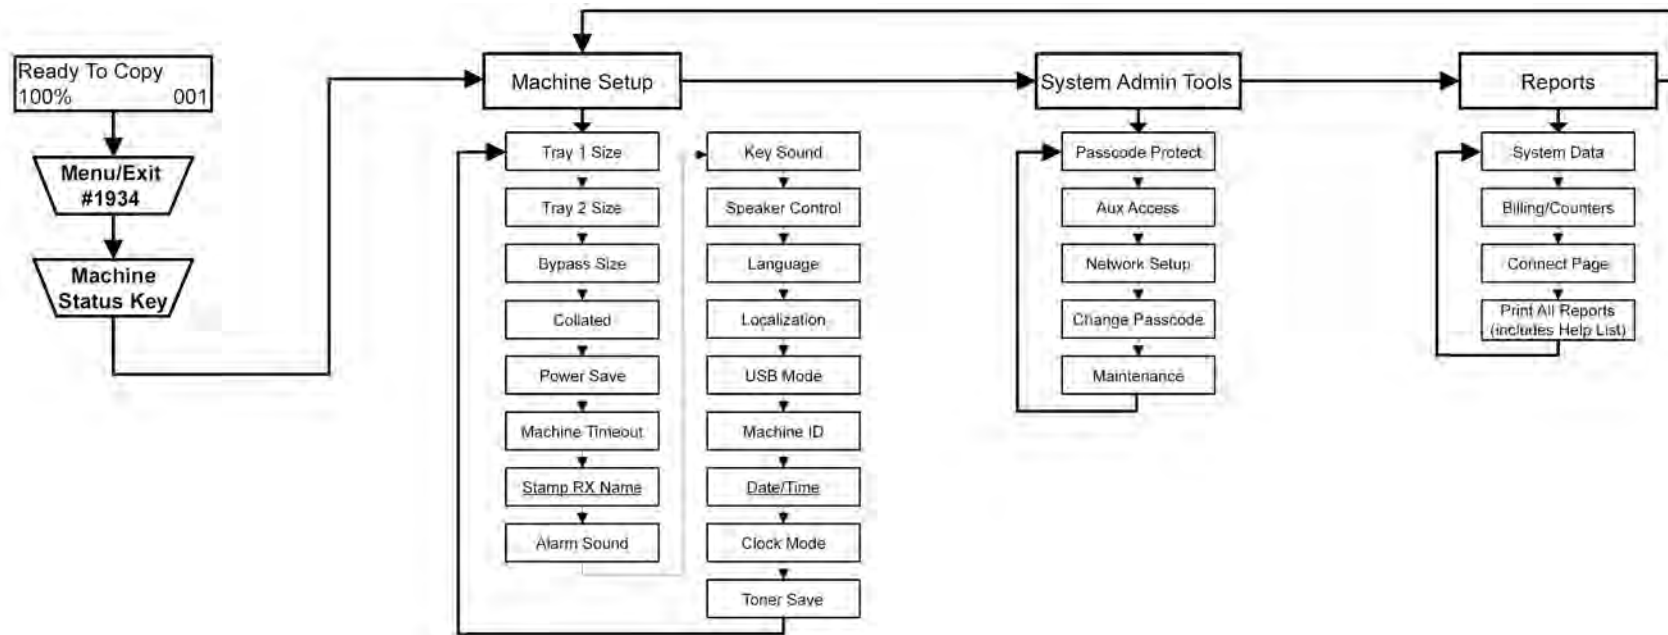 Ready To Copy
100% 001
Menu/Exit
#1934
Machine
Status Key
Machine Setup
Tray 1 Size
Tray 2 Size
Bypass Size
Collated
Power Save
Machine Timeout
Stamp RX Name
Alarm Sound
Key Sound
Speaker Control
Language
Localization
USB Mode
Machine ID
Date/Time
Clock Mode
Toner Save
System Admin Tools
Passcode Protect
Aux Access
Network Setup
Change Passcode
Maintenance
Reports
System Data
Billing/Counters
Connect Page
Print All Reports
(includes Help List)